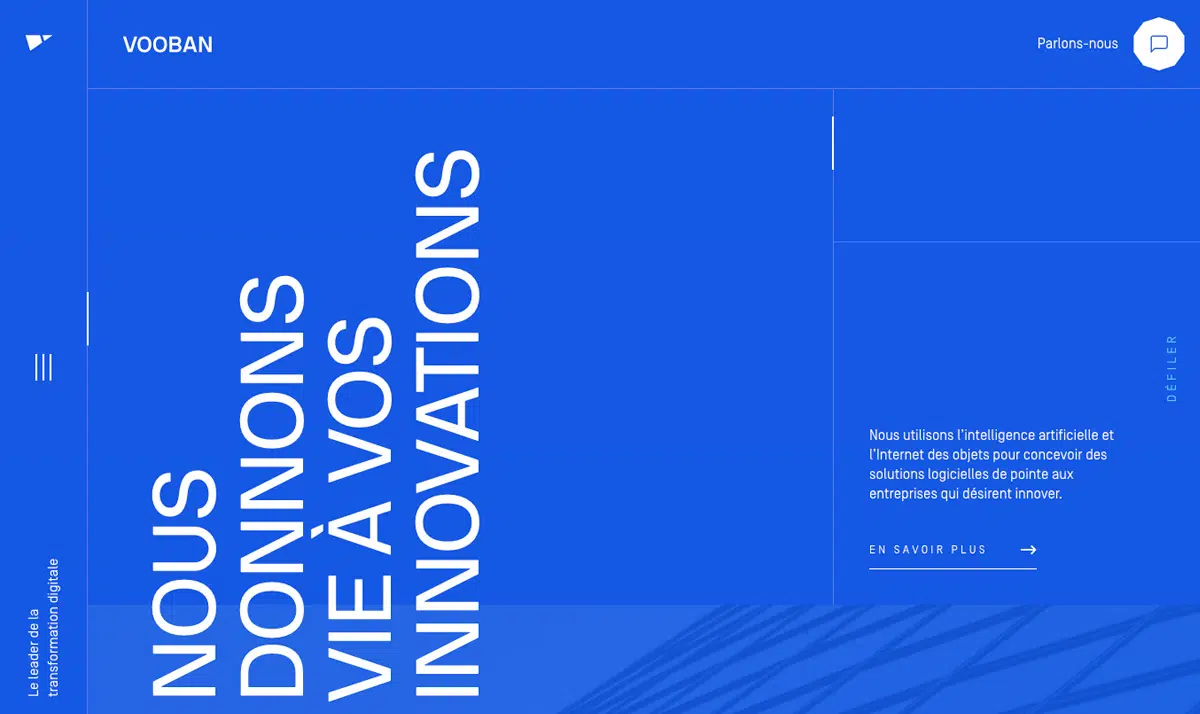 VOOBAN
Parlons-nous
NOUS
DONNONS
VIE À VOS
INNOVATIONS
DÉFILER
Nous utilisons l'intelligence artificielle et
l'Internet des objets pour concevoir des
solutions logicielles de pointe aux
entreprises qui désirent innover.
EN SAVOIR PLUS
Le leader de la
transformation digitale